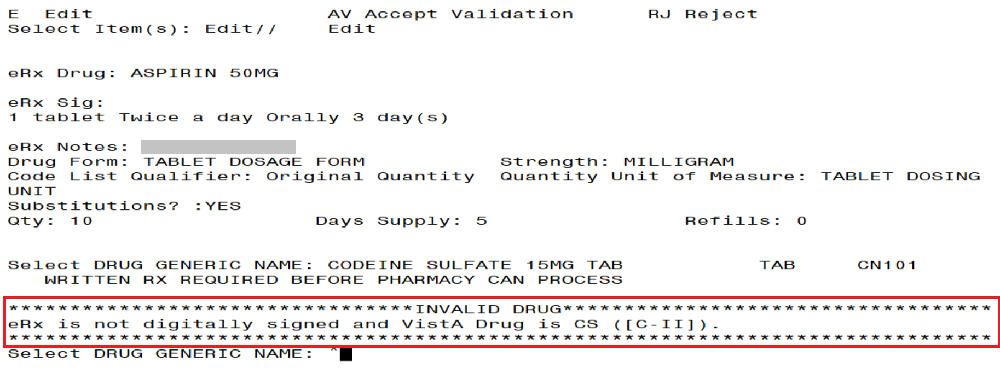 E  Edit                                AV Accept Validation      RJ Reject
Select Item(s): Edit//    Edit
eRx Drug: ASPIRIN 50MG
eRx Sig:
1 tablet Twice a day Orally 3 day(s)
eRx Notes:
Drug Form: TABLET DOSAGE FORM           Strength: MILLIGRAM
Code List Qualifier: Original Quantity  Quantity Unit of Measure: TABLET DOSING
UNIT
Substitutions? :YES
Qty: 10                  Days Supply: 5                Refills: 0
Select DRUG GENERIC NAME: CODEINE SULFATE 15MG TAB           TAB     CN101
   WRITTEN RX REQUIRED BEFORE PHARMACY CAN PROCESS
*********************************INVALID DRUG***********************************
eRx is not digitally signed and VistA Drug is CS ([C-II]).
********************************************************************************
Select DRUG GENERIC NAME: ^